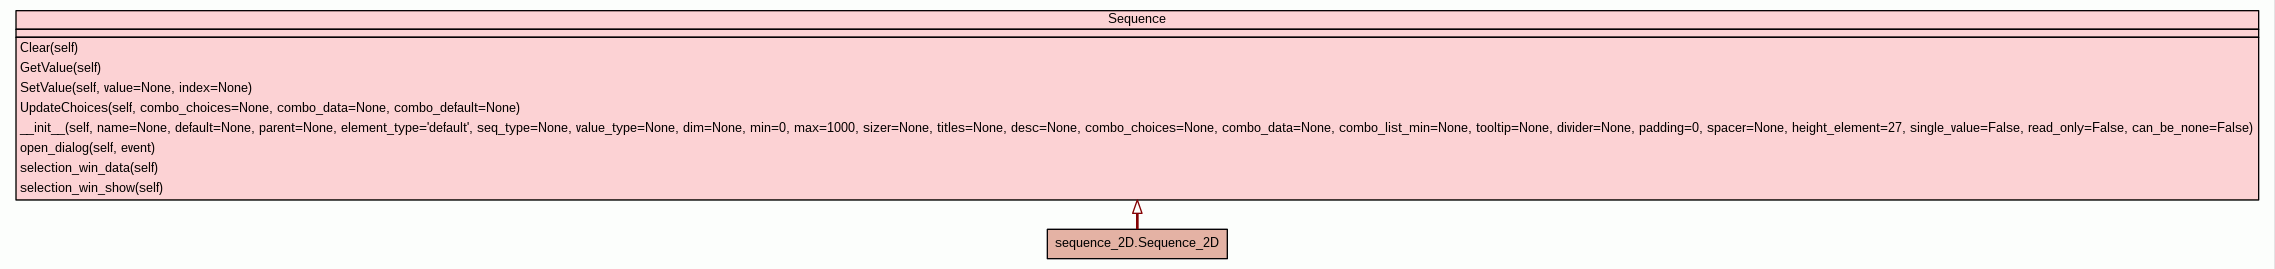 Sequence
Clear(self)
GetValue(self)
SetValue(self, value=None, index=None)
UpdateChoices(self, combo_choices=None, combo_data=None, combo_default=None)
__init__(self, name=None, default=None, parent=None, element_type='default', seq_type=None, value_type=None, dim=None, min=0, max=1000, sizer=None, titles=None, desc=None, combo_choices=None, combo_data=None, combo_list_min=None, tooltip=None, divider=None, padding=0, spacer=None, height_element=27, single_value=False, read_only=False, can_be_none=False)
open_dialog(self, event)
selection_win_data(self)
selection_win_show(self)
sequence_2D.Sequence_2D